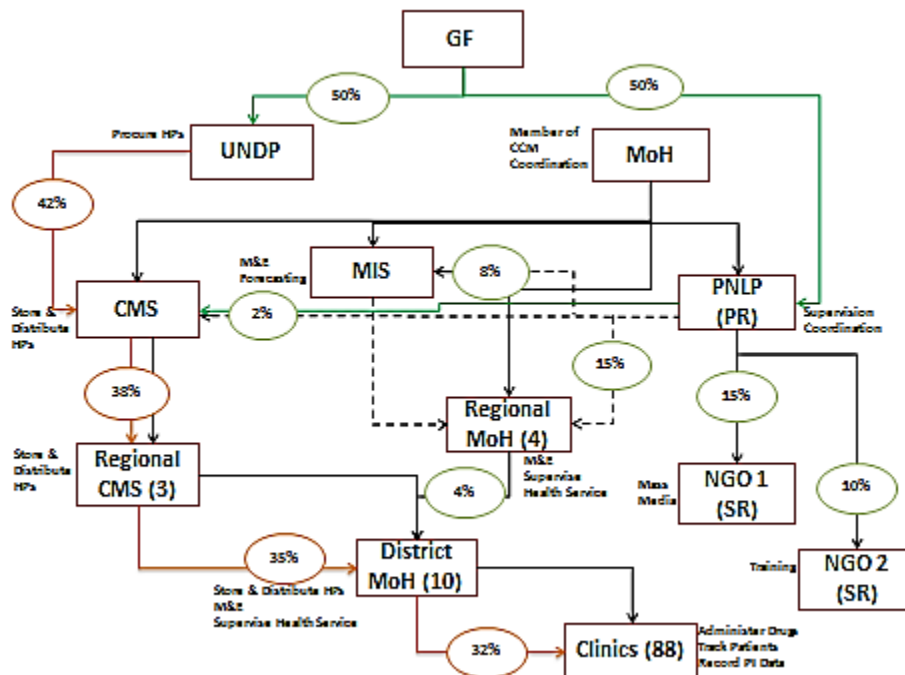 GF
50%
50%
Procure HPs
UNDP
Member of
CCM
Coordination
MoH
42%
M&E
Forecasting
MIS
8%
CMS
Store &
Distribute
HPs
2%
PNLP
(PR)
Supervision
Coordination
38%
15%
15%
Regional
MoH (4)
M&E
Supervise
Health Service
Store &
Distribute
HPs
Regional
CMS (3)
4%
Mass
Media
NGO 1
(SR)
10%
35%
District
MoH (10)
Store & Distribute HPs
M&E
Supervise Health Service
Training
NGO 2
(SR)
32%
Clinics (88)
Administer Drugs
Track Patients
Record PI Data